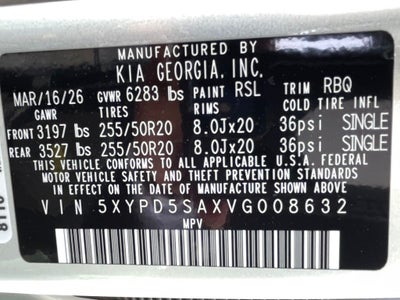 MANUFACTURED BY
KIA GEORGIA, INC.
MAR/16/26 GVWR 6283 lbs PAINT RSL TRIM RBQ
GAWR TIRES RIMS COLD TIRE INFL
FRONT 3197 lbs 255/50R20 8.0Jx20 36psi SINGLE
REAR 3527 lbs 255/50R20 8.0Jx20 36psi SINGLE
THIS VEHICLE CONFORMS TO ALL APPLICABLE U.S.A. FEDERAL
MOTOR VEHICLE SAFETY, BUMPER, AND THEFT PREVENTION STANDARDS
IN EFFECT ON THE DATE OF MANUFACTURE SHOWN ABOVE.
VIN 5XYPD5SAXVG008632
MPV